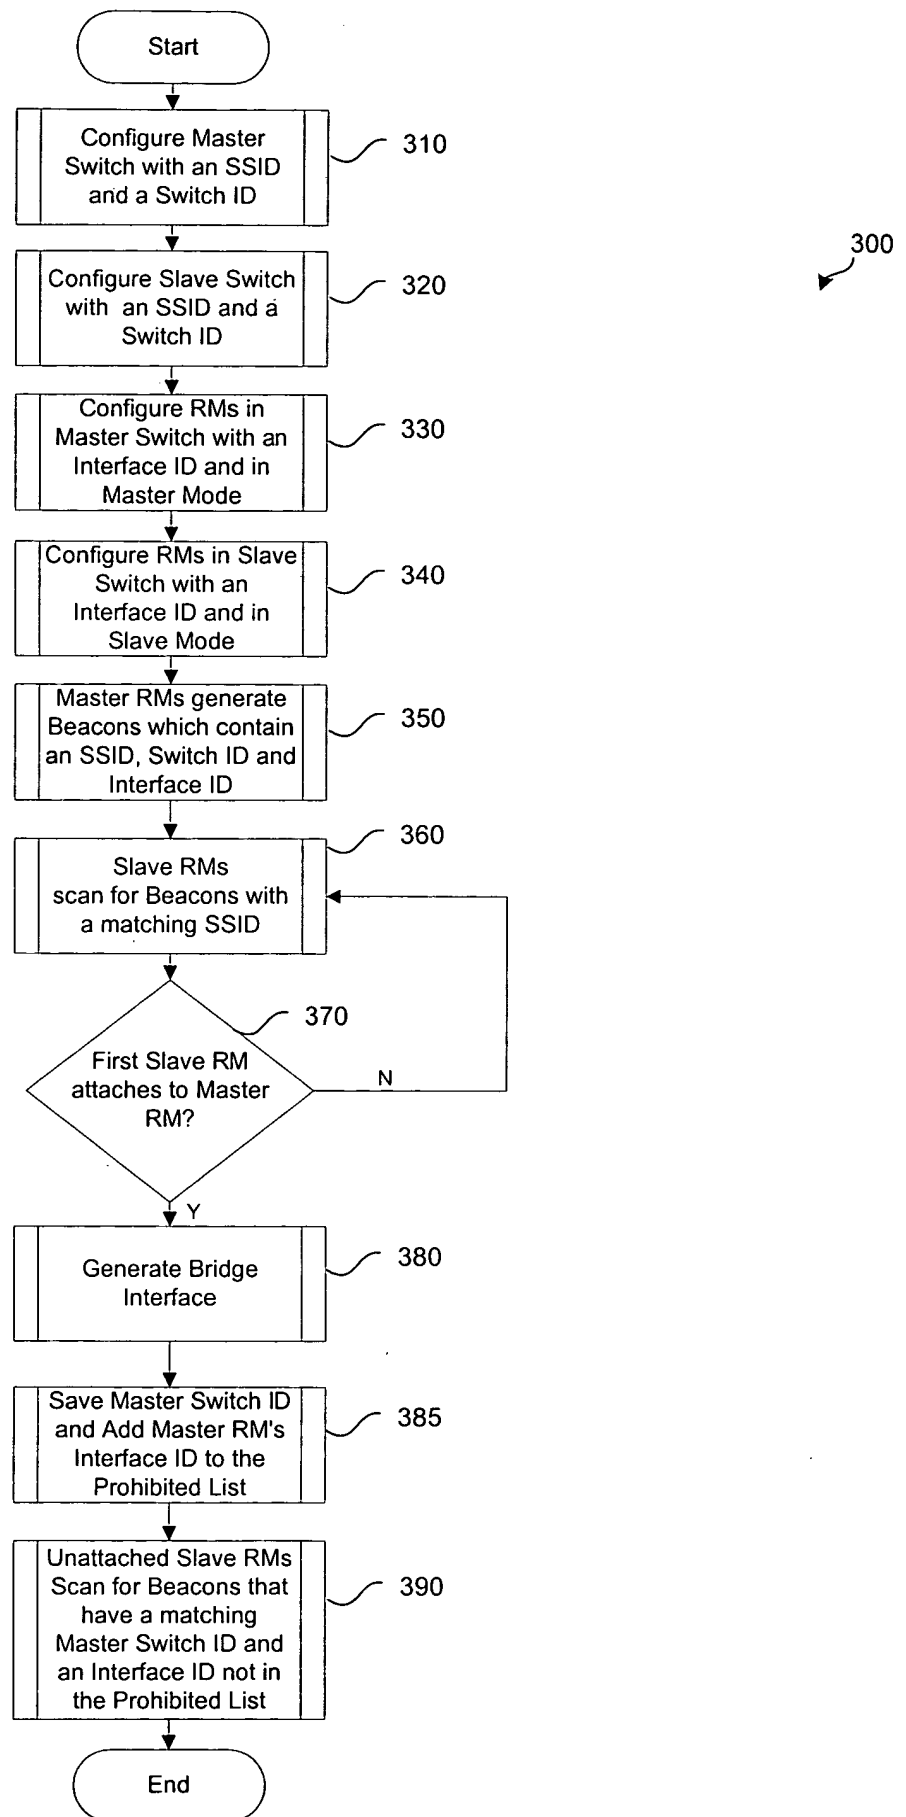 Start
Configure Master
Switch with an SSID
and a Switch ID
310
300
Configure Slave Switch
with an SSID and a
Switch ID
320
Configure RMs in
Master Switch with an
Interface ID and in
Master Mode
330
Configure RMs in Slave
Switch with an
Interface ID and in
Slave Mode
340
Master RMs generate
Beacons which contain
an SSID, Switch ID and
Interface ID
350
Slave RMs
scan for Beacons with
a matching SSID
360
First Slave RM
attaches to Master
RM?
370
N
Y
Generate Bridge
Interface
380
Save Master Switch ID
and Add Master RM's
Interface ID to the
Prohibited List
385
Unattached Slave RMs
Scan for Beacons that
have a matching
Master Switch ID and
an Interface ID not in
the Prohibited List
390
End